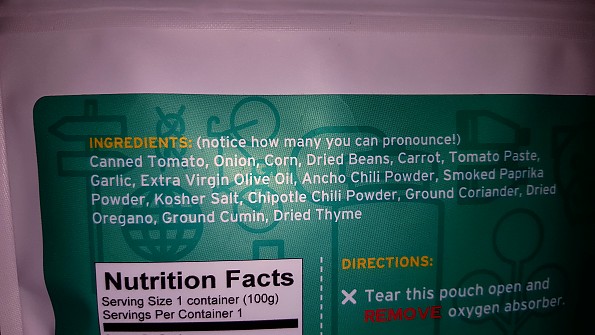 INGREDIENTS: (notice how many you can pronounce!)
Canned Tomato, Onion, Corn, Dried Beans, Carrot, Tomato Paste,
Garlic, Extra Virgin Olive Oil, Ancho Chili Powder, Smoked Paprika
Powder, Kosher Salt, Chipotle Chili Powder, Ground Coriander, Dried
Oregano, Ground Cumin, Dried Thyme
Nutrition Facts
Serving Size 1 container (100g)
Servings Per Container 1
DIRECTIONS:
Tear this pouch open and
REMOVE oxygen absorber.